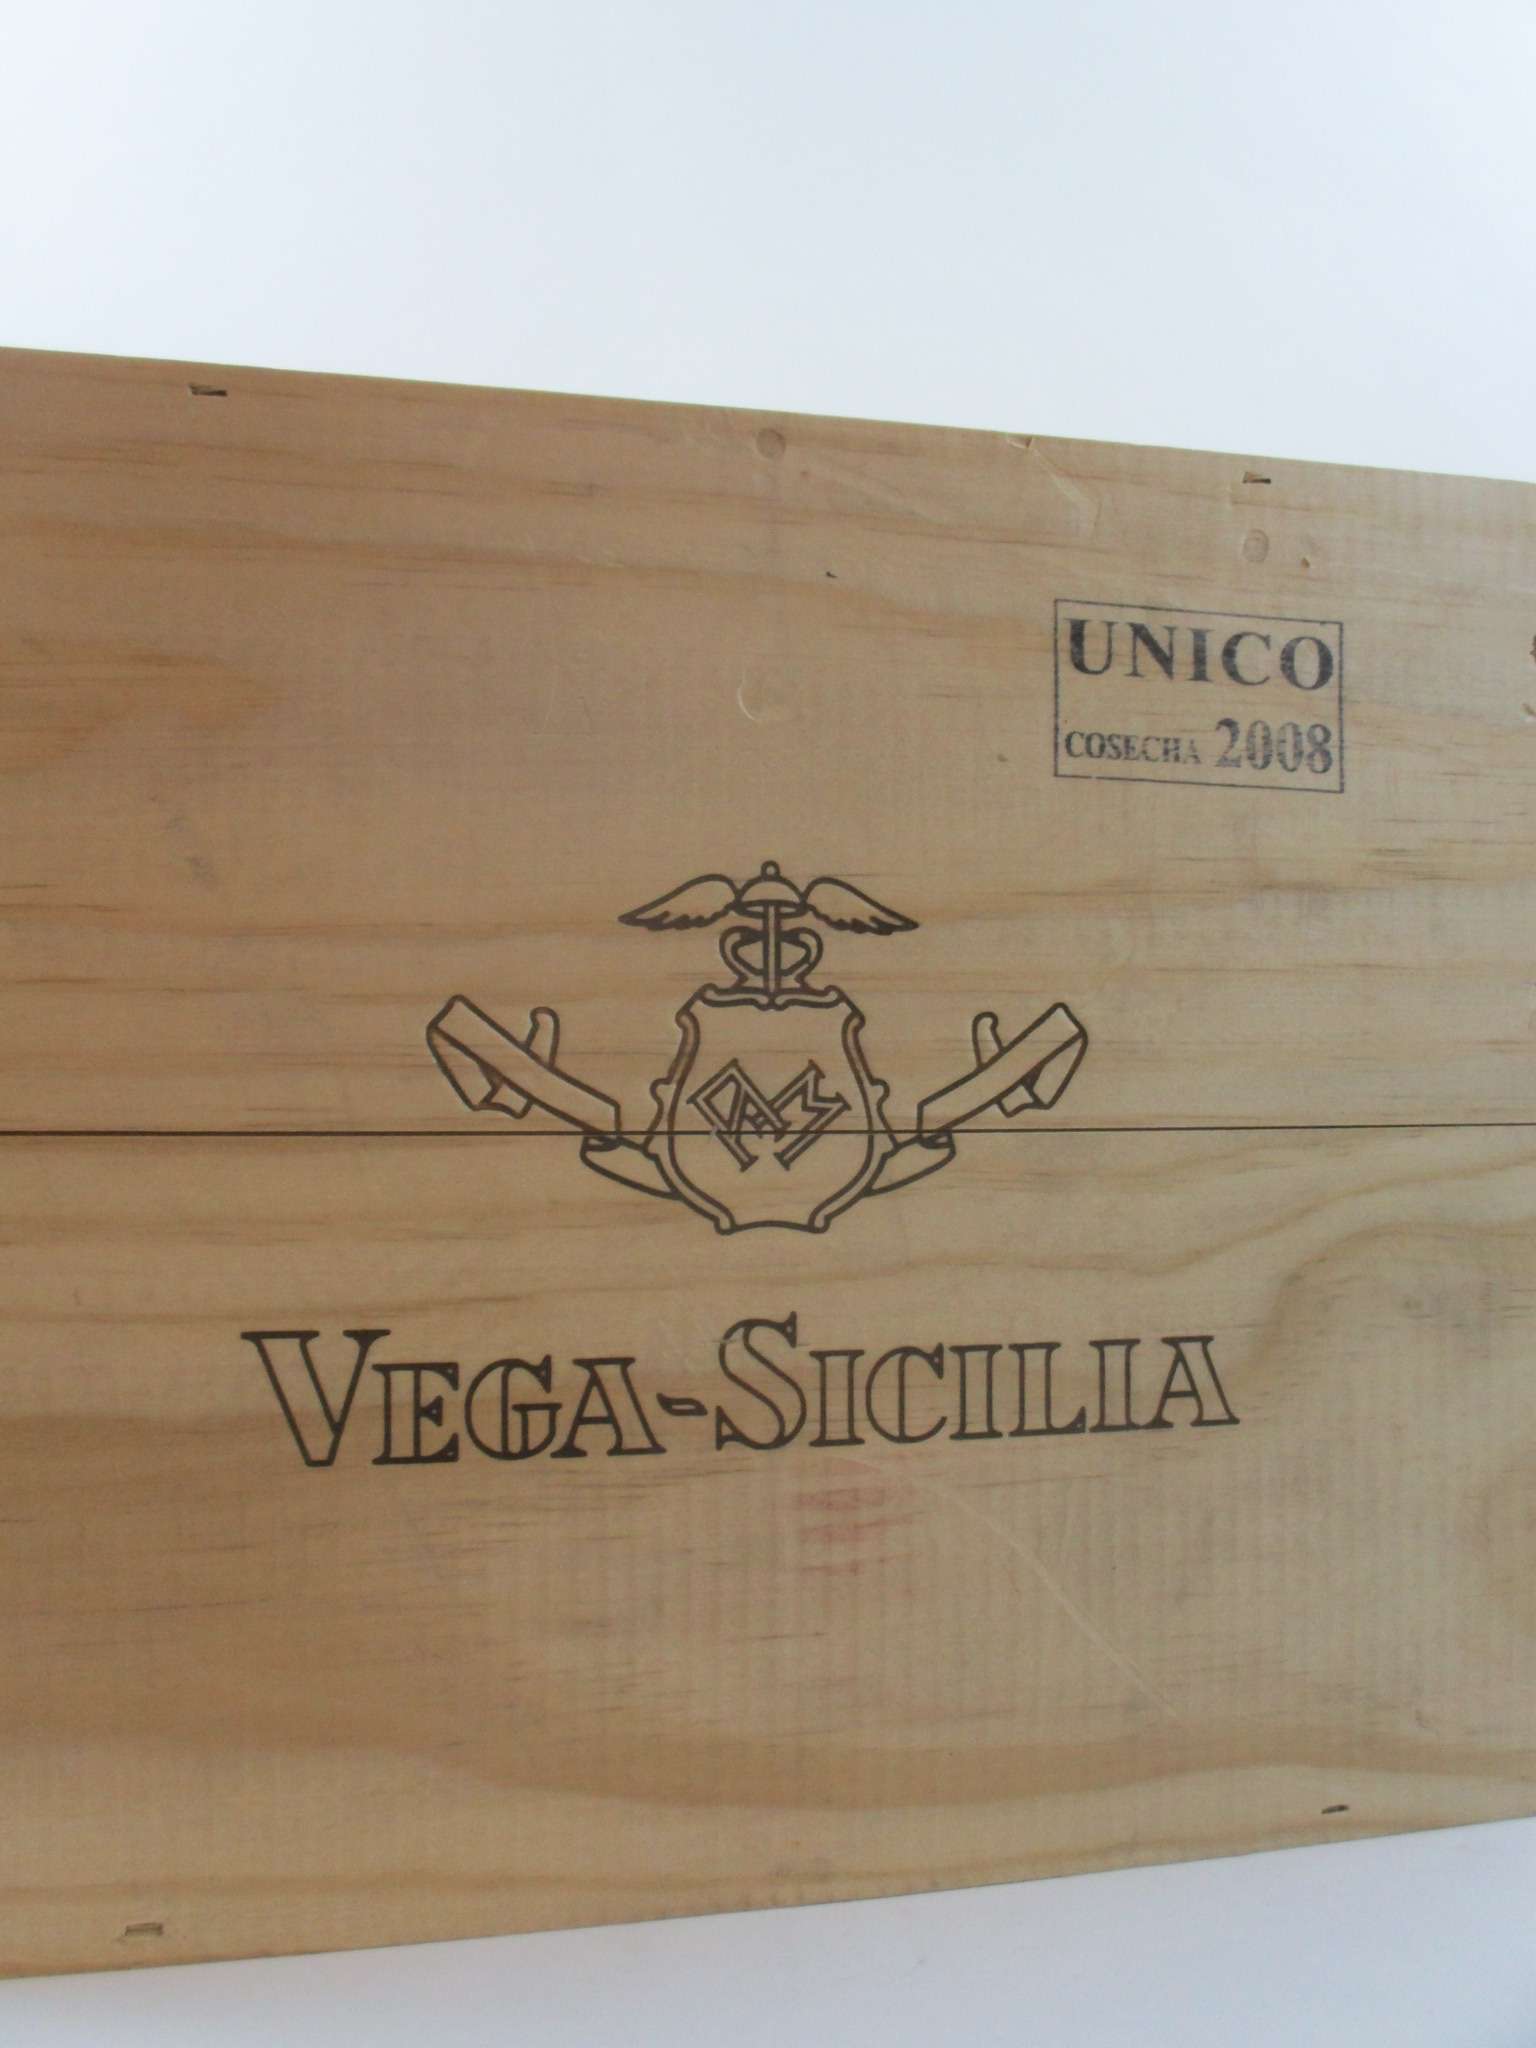 UNICO
COSECHA 2008
VEGA-SICILIA